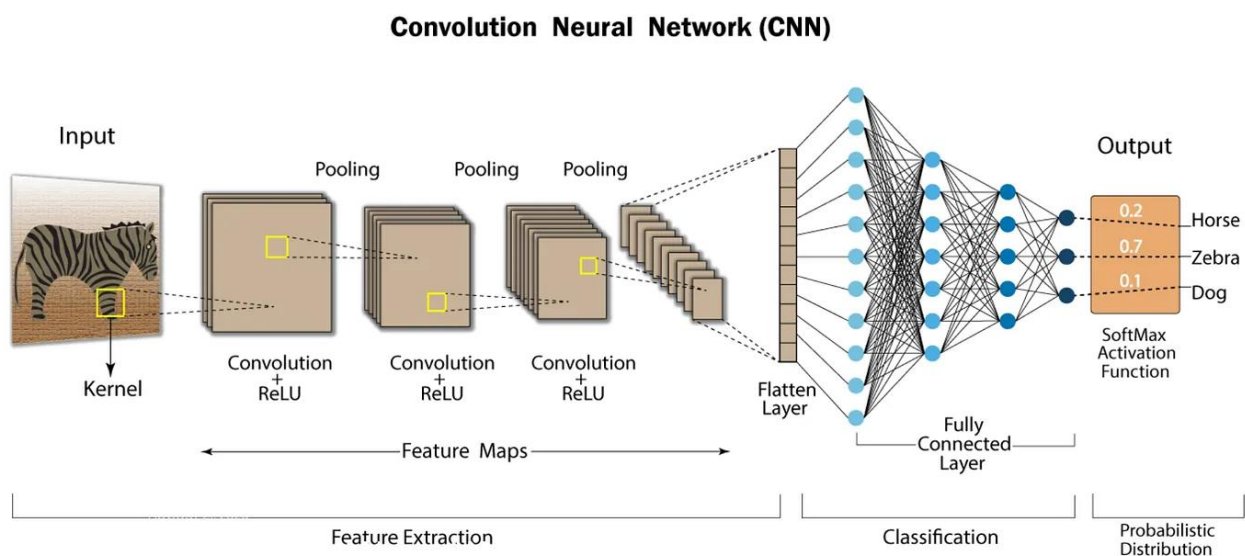 Convolution Neural Network (CNN)
Input
Pooling
Pooling
Pooling
Output
0.2
Horse
0.7
Zebra
0.1
Dog
SoftMax
Activation
Function
Kernel
Convolution
+
ReLU
Convolution
+
ReLU
Convolution
+
ReLU
Flatten
Layer
Fully
Connected
Layer
Feature Maps
Feature Extraction
Classification
Probabilistic
Distribution